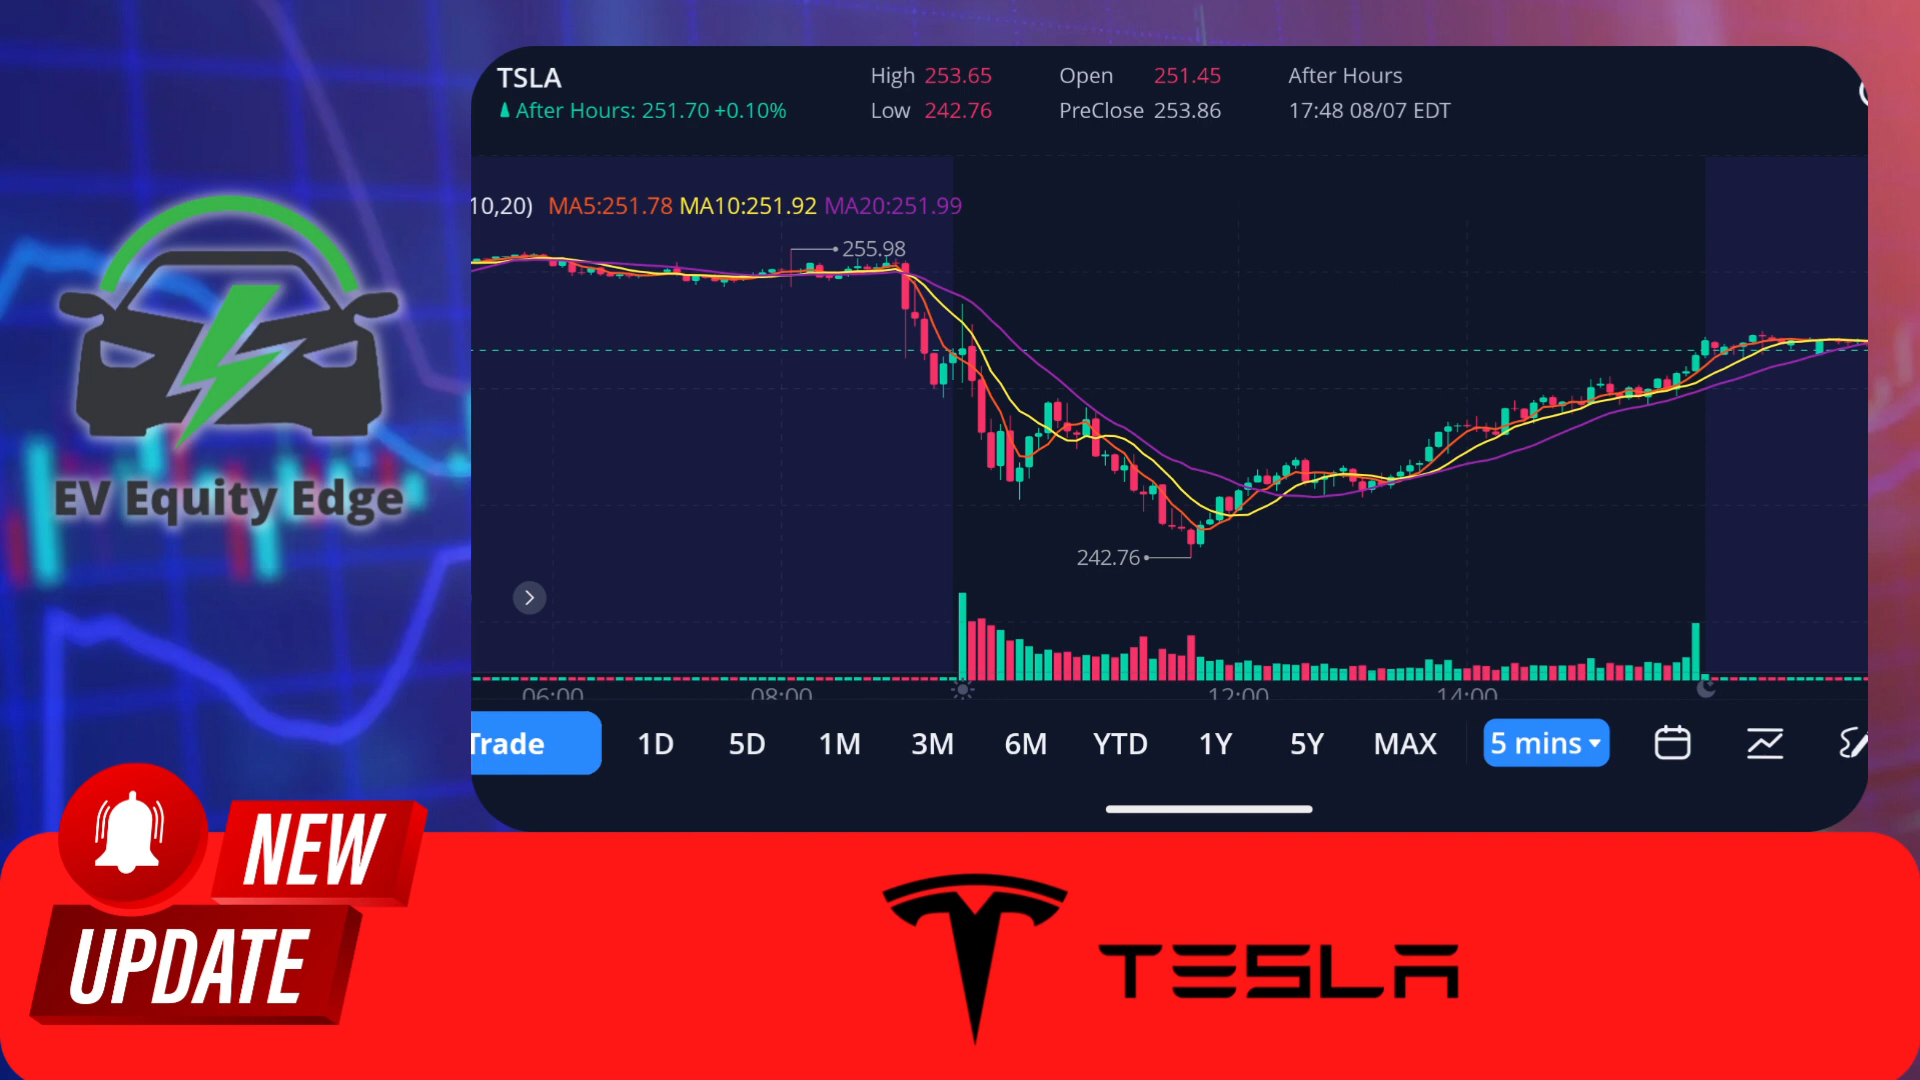 TSLA
After Hours: 251.70 +0.10%
High 253.65
Low 242.76
Open 251.45
PreClose 253.86
After Hours
17:48 08/07 EDT
10,20) MA5:251.78 MA10:251.92 MA20:251.99
255.98
242.76
06:00 08:00 12:00 14:00
Trade 1D 5D 1M 3M 6M YTD 1Y 5Y MAX 5 mins
EV Equity Edge
NEW
UPDATE
TESLA